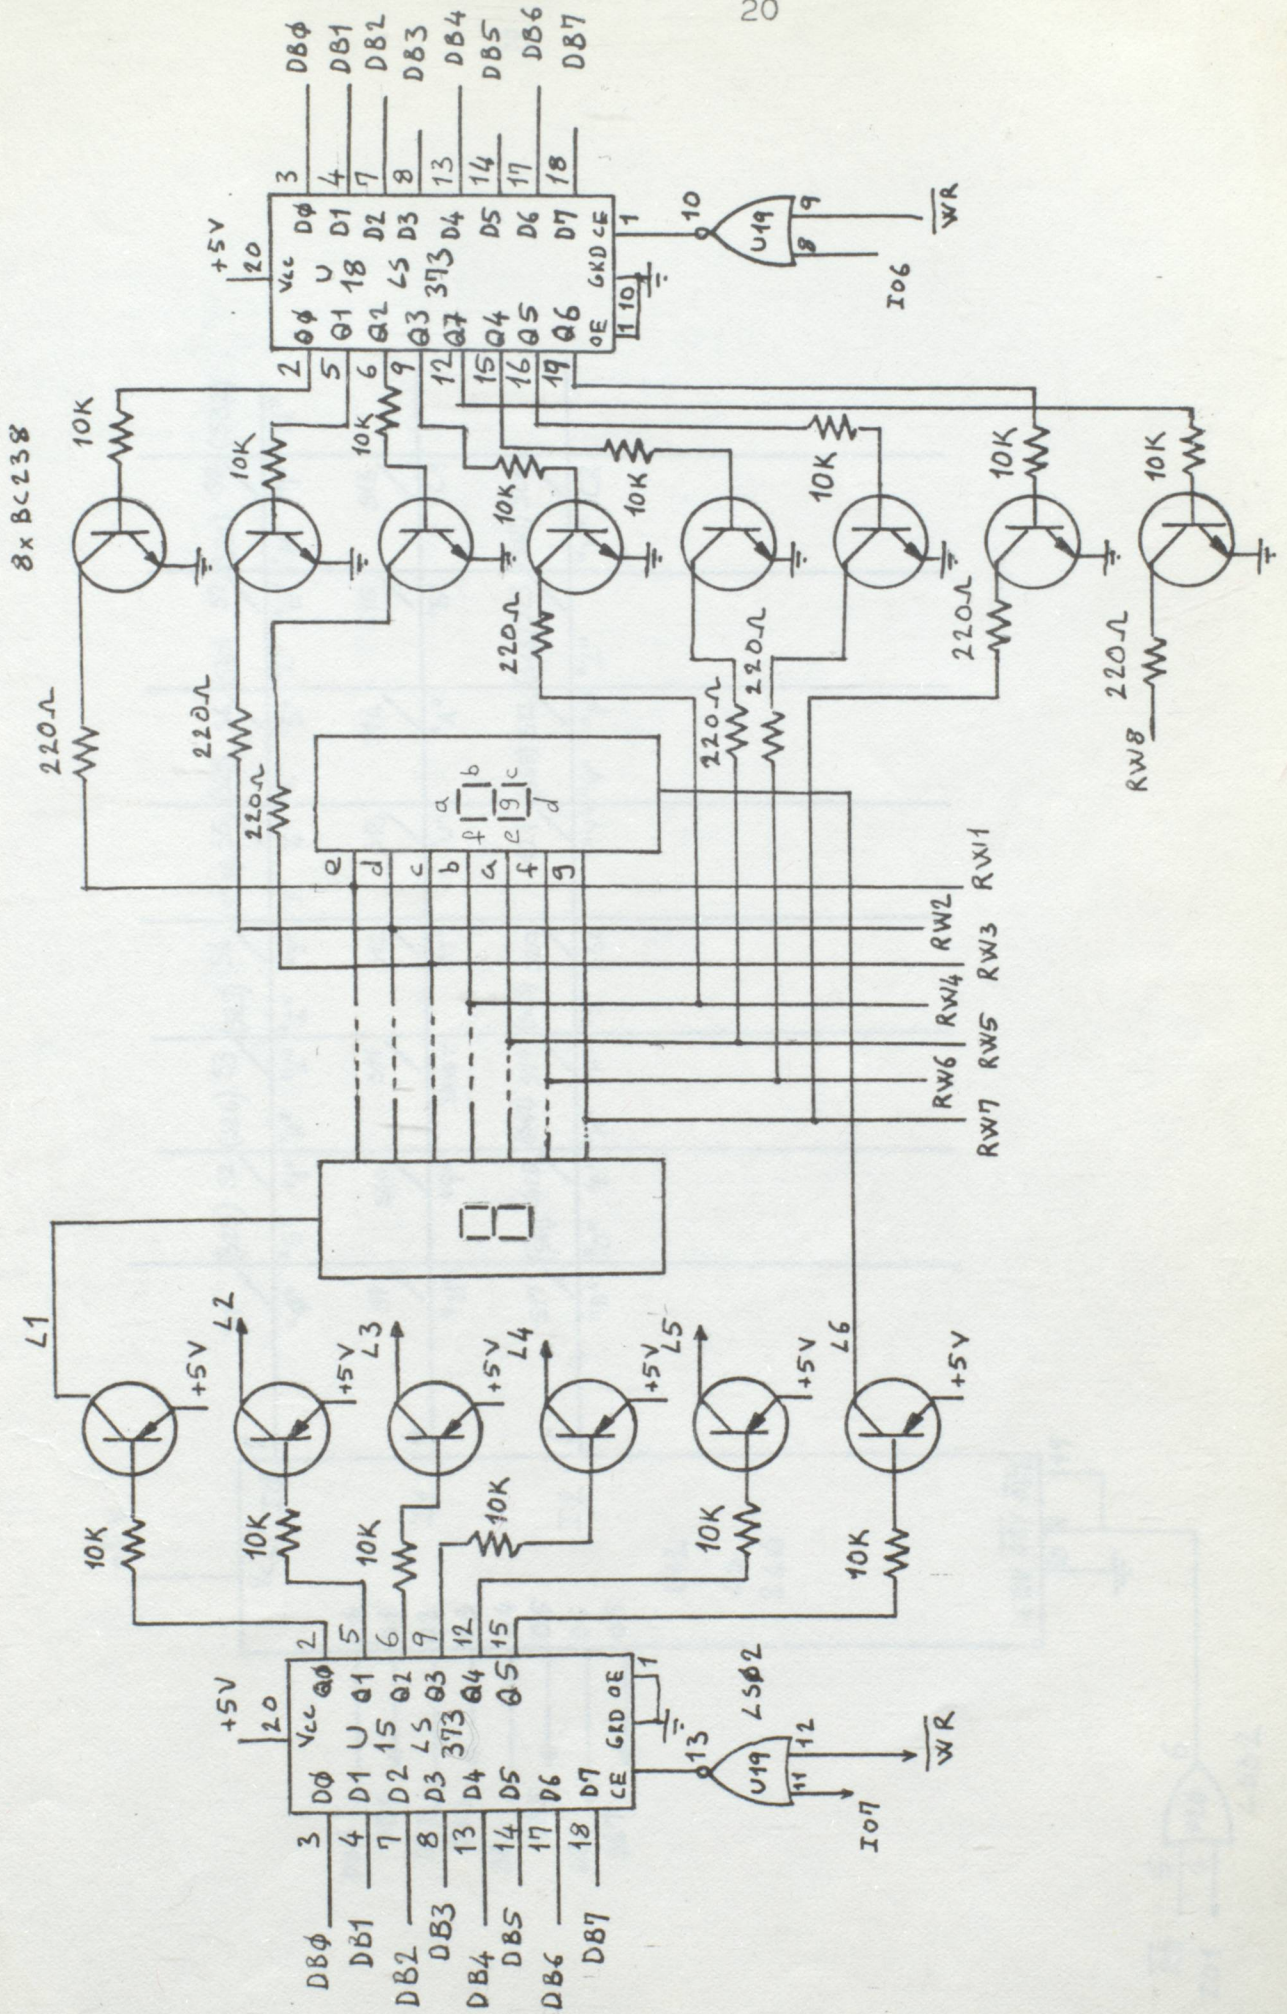 20
8 x BC238
DBφ
DB1
DB2
DB3
DB4
DB5
DB6
DB7
3
4
7
8
13
14
17
18
+5V
20
Vcc
Dφ
D1
D2
D3
D4
D5
D6
D7
U
18
LS
373
Qφ
Q1
Q2
Q3
Q7
Q4
Q5
Q6
OE
GRD
CE
1
10
1
2
5
6
9
12
15
16
19
10
U19
8
9
IO6
WR
10K
10K
10K
10K
10K
10K
10K
10K
220Ω
220Ω
220Ω
220Ω
220Ω
220Ω
220Ω
220Ω
RW8
a
b
c
d
e
f
g
e
d
c
b
a
f
g
RW1
RW2
RW3
RW4
RW5
RW6
RW7
L1
L2
L3
L4
L5
L6
+5V
+5V
+5V
+5V
+5V
+5V
10K
10K
10K
10K
10K
10K
+5V
20
2
5
6
9
12
15
Vcc
Qφ
Q1
Q2
Q3
Q4
Q5
OE
GRD
CE
1
U
15
LS
373
Dφ
D1
D2
D3
D4
D5
D6
D7
3
4
7
8
13
14
17
18
DBφ
DB1
DB2
DB3
DB4
DB5
DB6
DB7
13
U19
LSφ2
11
12
IO7
WR